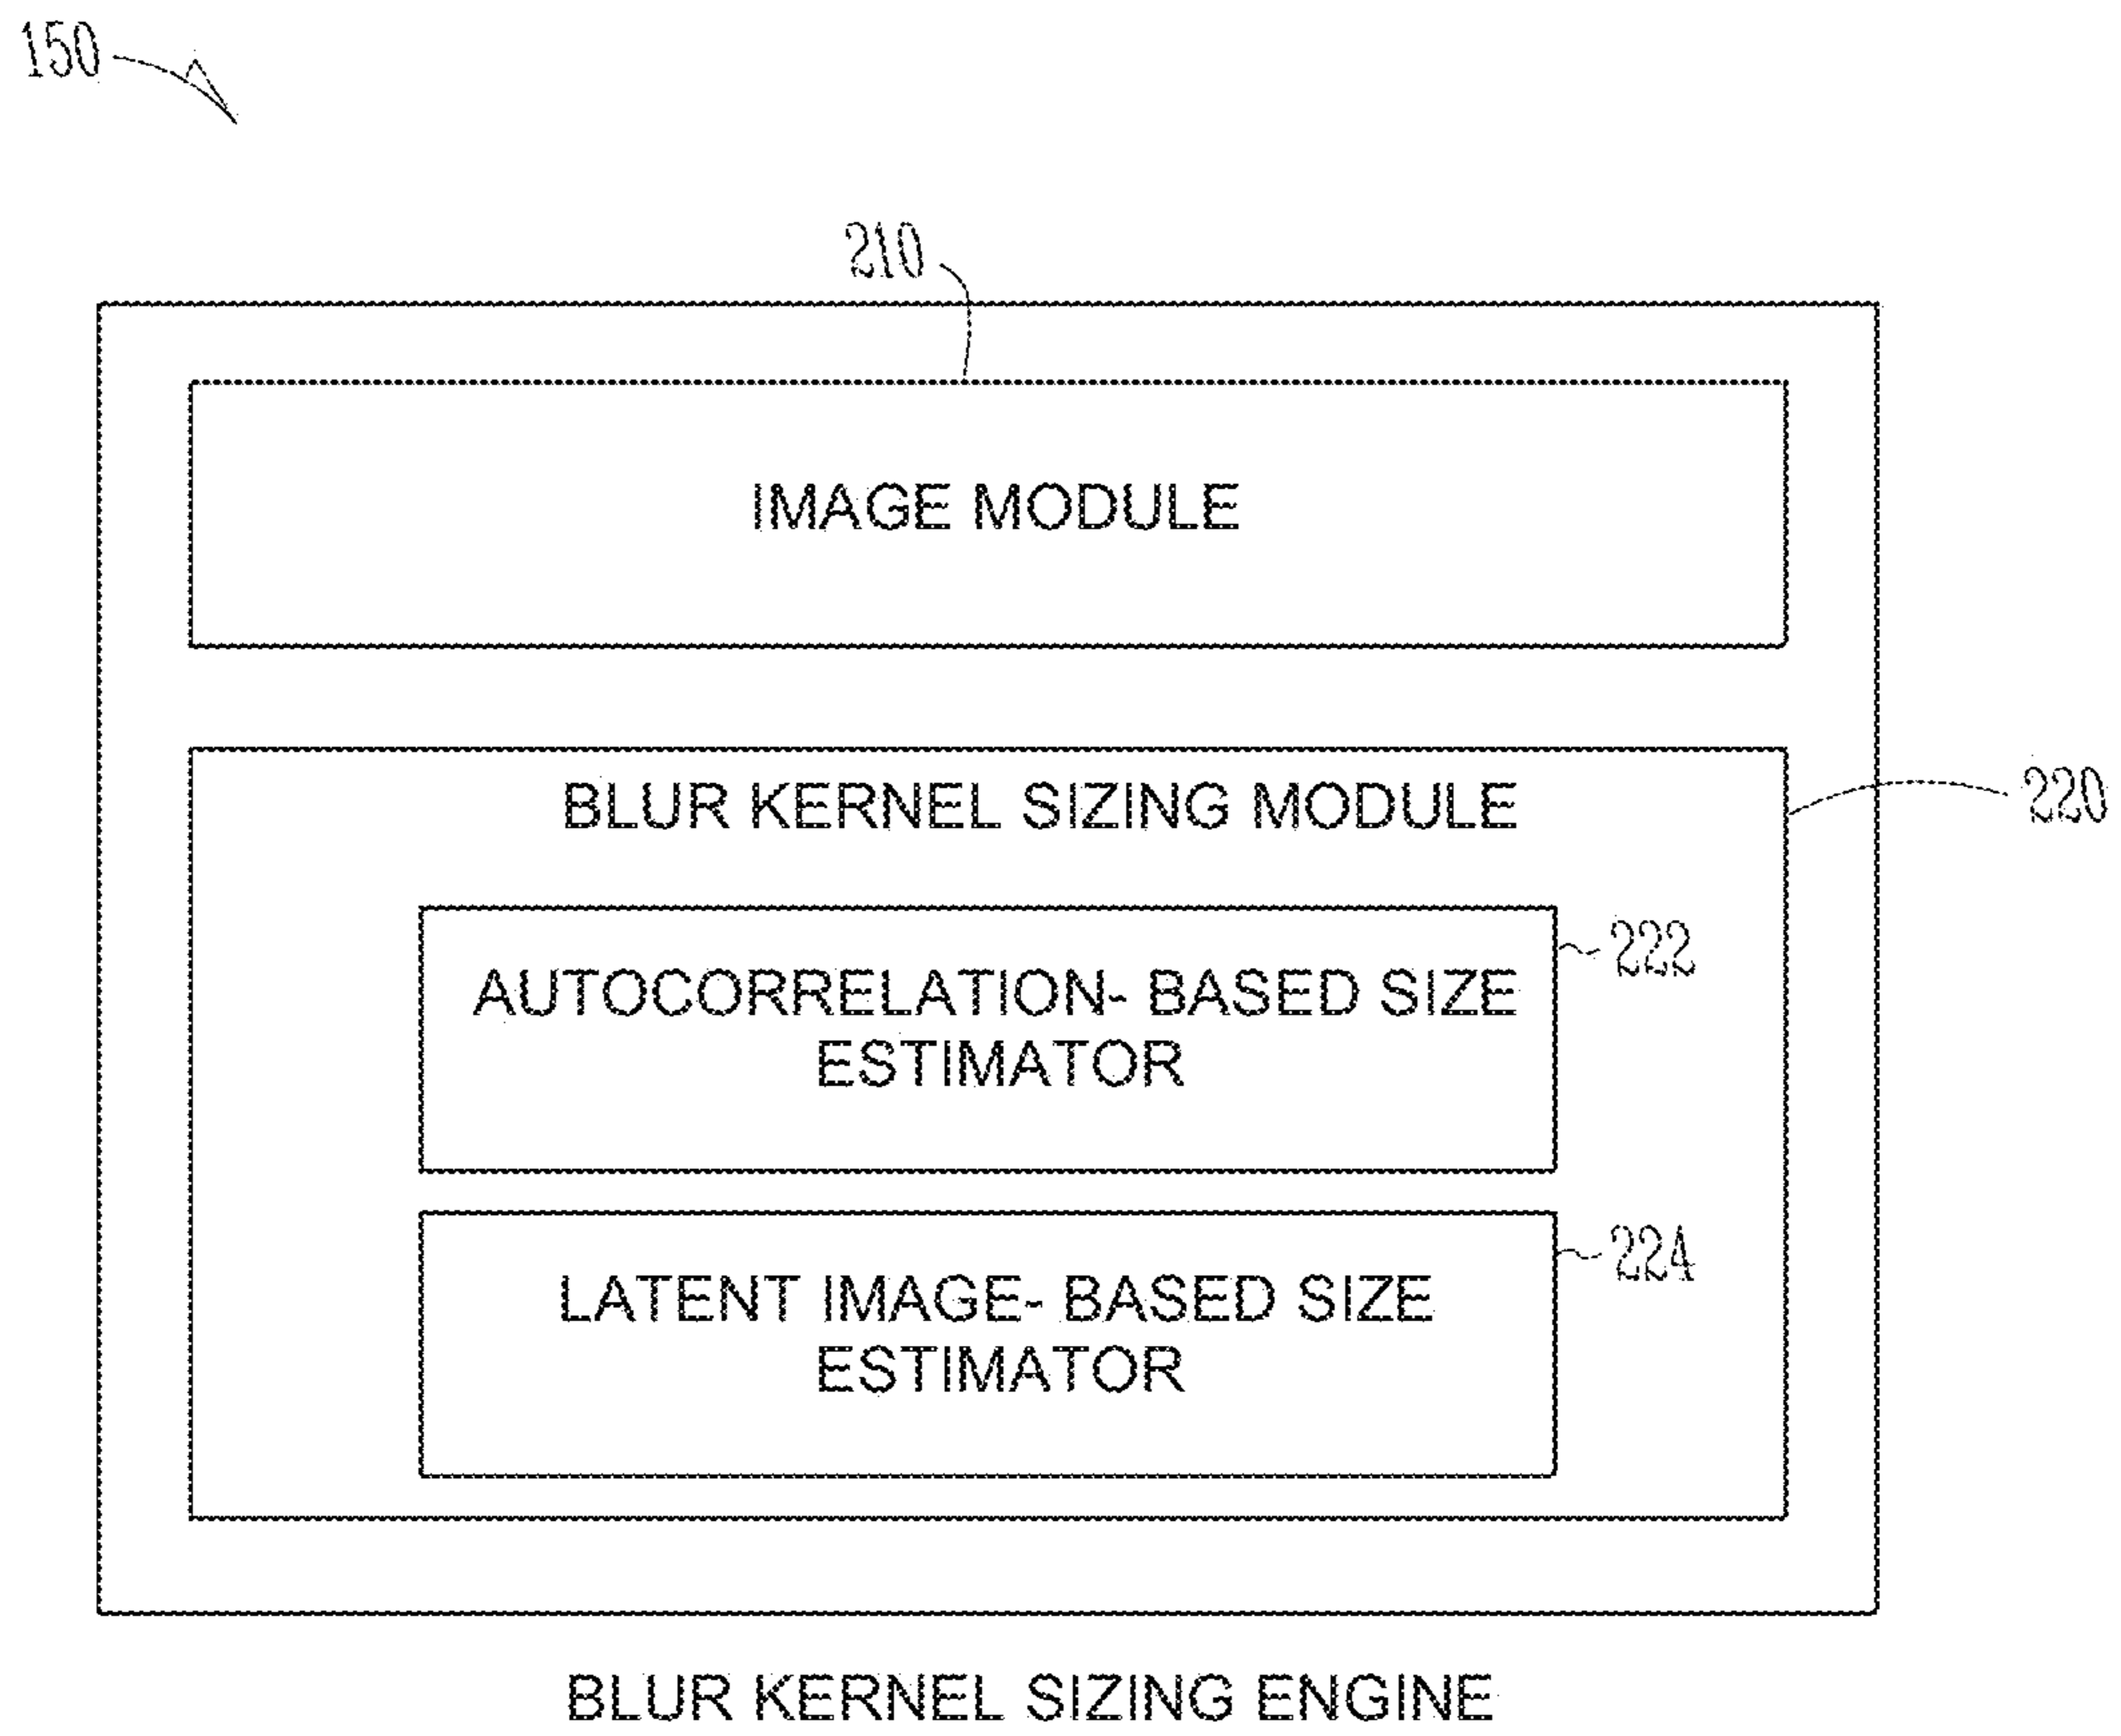 150
210
IMAGE MODULE
BLUR KERNEL SIZING MODULE
220
AUTOCORRELATION- BASED SIZE
ESTIMATOR
222
LATENT IMAGE- BASED SIZE
ESTIMATOR
224
BLUR KERNEL SIZING ENGINE